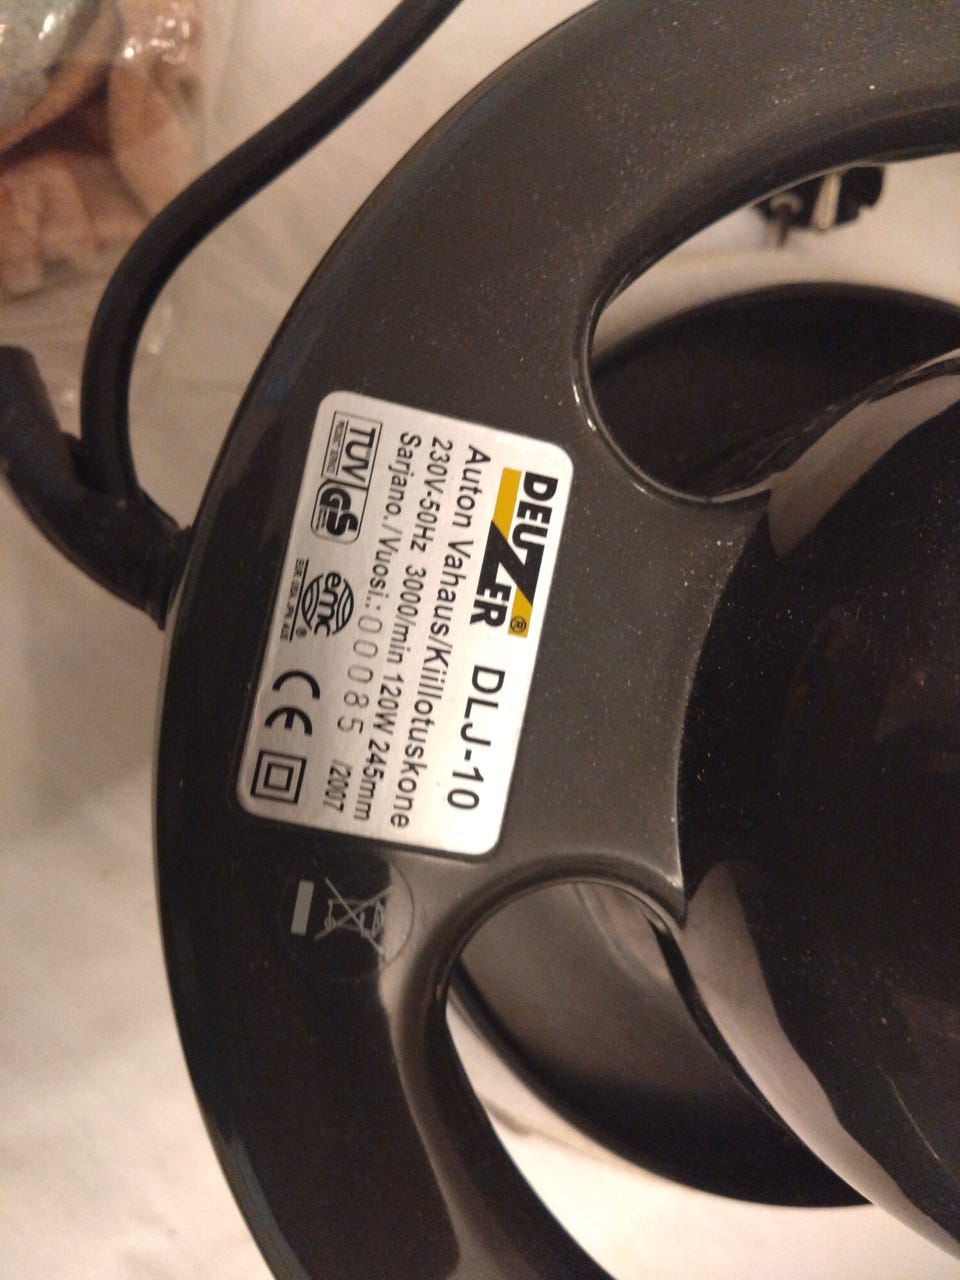 DEUZER® DLJ-10
Auton Vahaus/Kiillotuskone
230V-50Hz 3000/min 120W 245mm
Sarjano./Vuosi.:00085 /2007
TÜV GS
emc®
CE